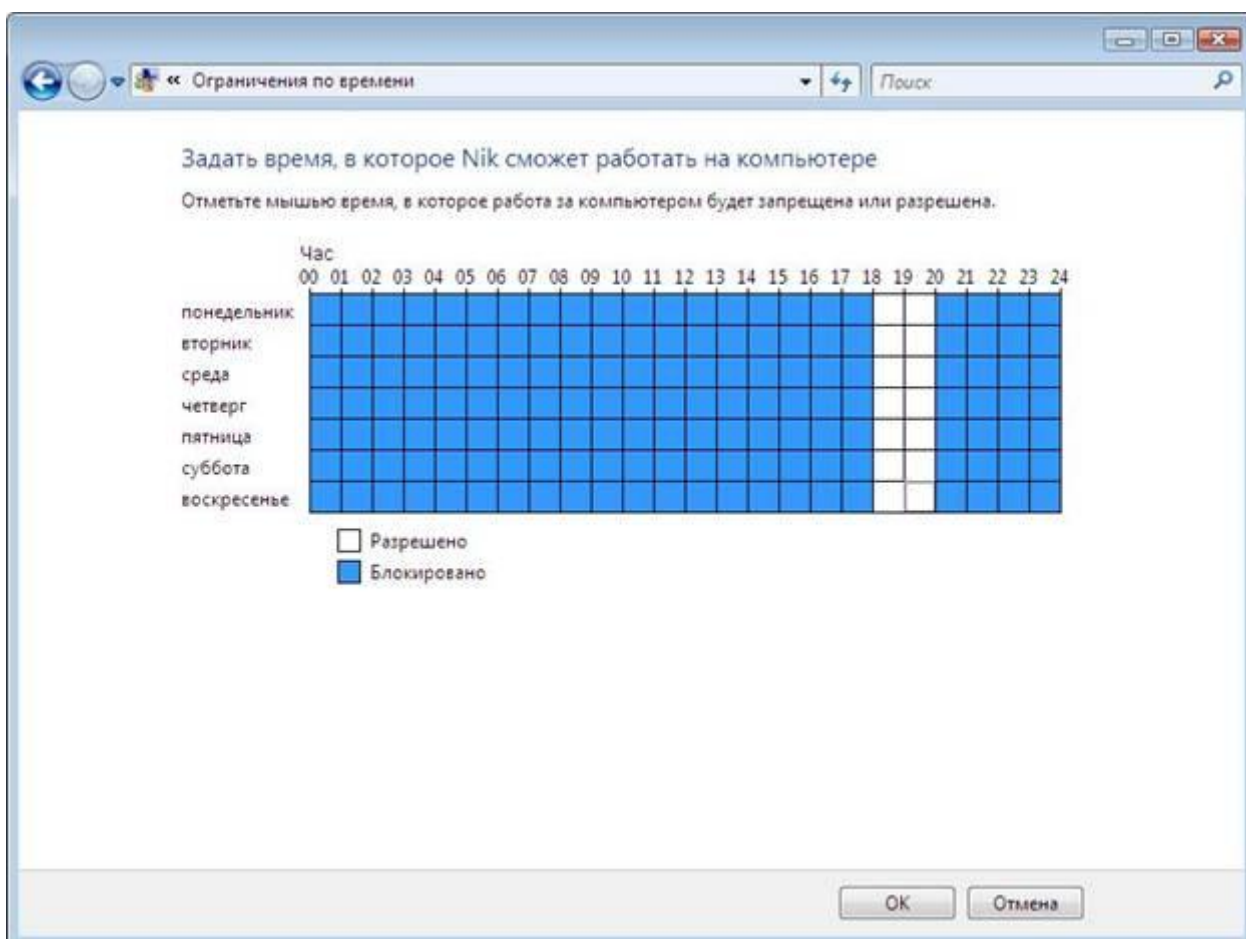 « Ограничения по времени
Поиск
Задать время, в которое Nik сможет работать на компьютере
Отметьте мышью время, в которое работа за компьютером будет запрещена или разрешена.
Час
00 01 02 03 04 05 06 07 08 09 10 11 12 13 14 15 16 17 18 19 20 21 22 23 24
понедельник
вторник
среда
четверг
пятница
суббота
воскресенье
Разрешено
Блокировано
ОК Отмена